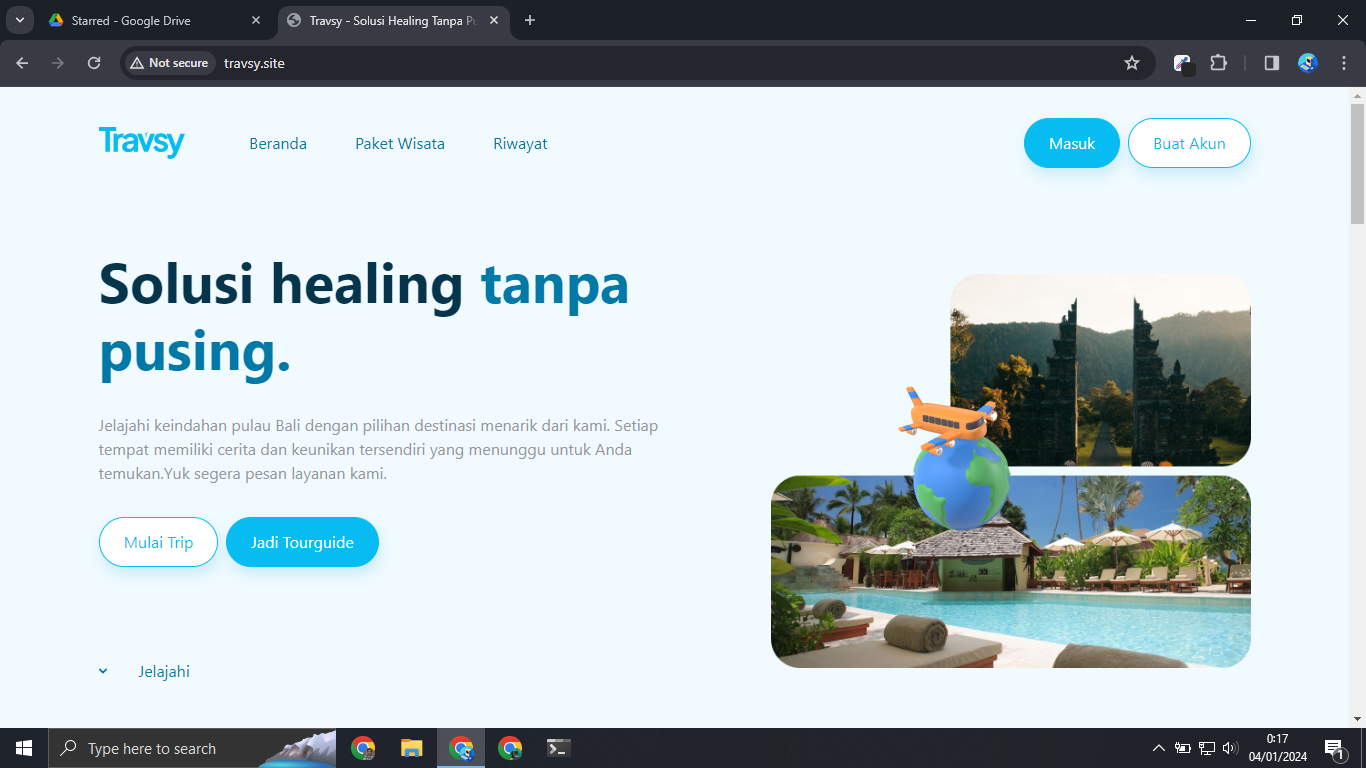 Starred - Google Drive
Travsy - Solusi Healing Tanpa Pu
Not secure
travsy.site
Travsy
Beranda
Paket Wisata
Riwayat
Masuk
Buat Akun
Solusi healing tanpa
pusing.
Jelajahi keindahan pulau Bali dengan pilihan destinasi menarik dari kami. Setiap
tempat memiliki cerita dan keunikan tersendiri yang menunggu untuk Anda
temukan.Yuk segera pesan layanan kami.
Mulai Trip
Jadi Tourguide
Jelajahi
Type here to search
0:17
04/01/2024
1